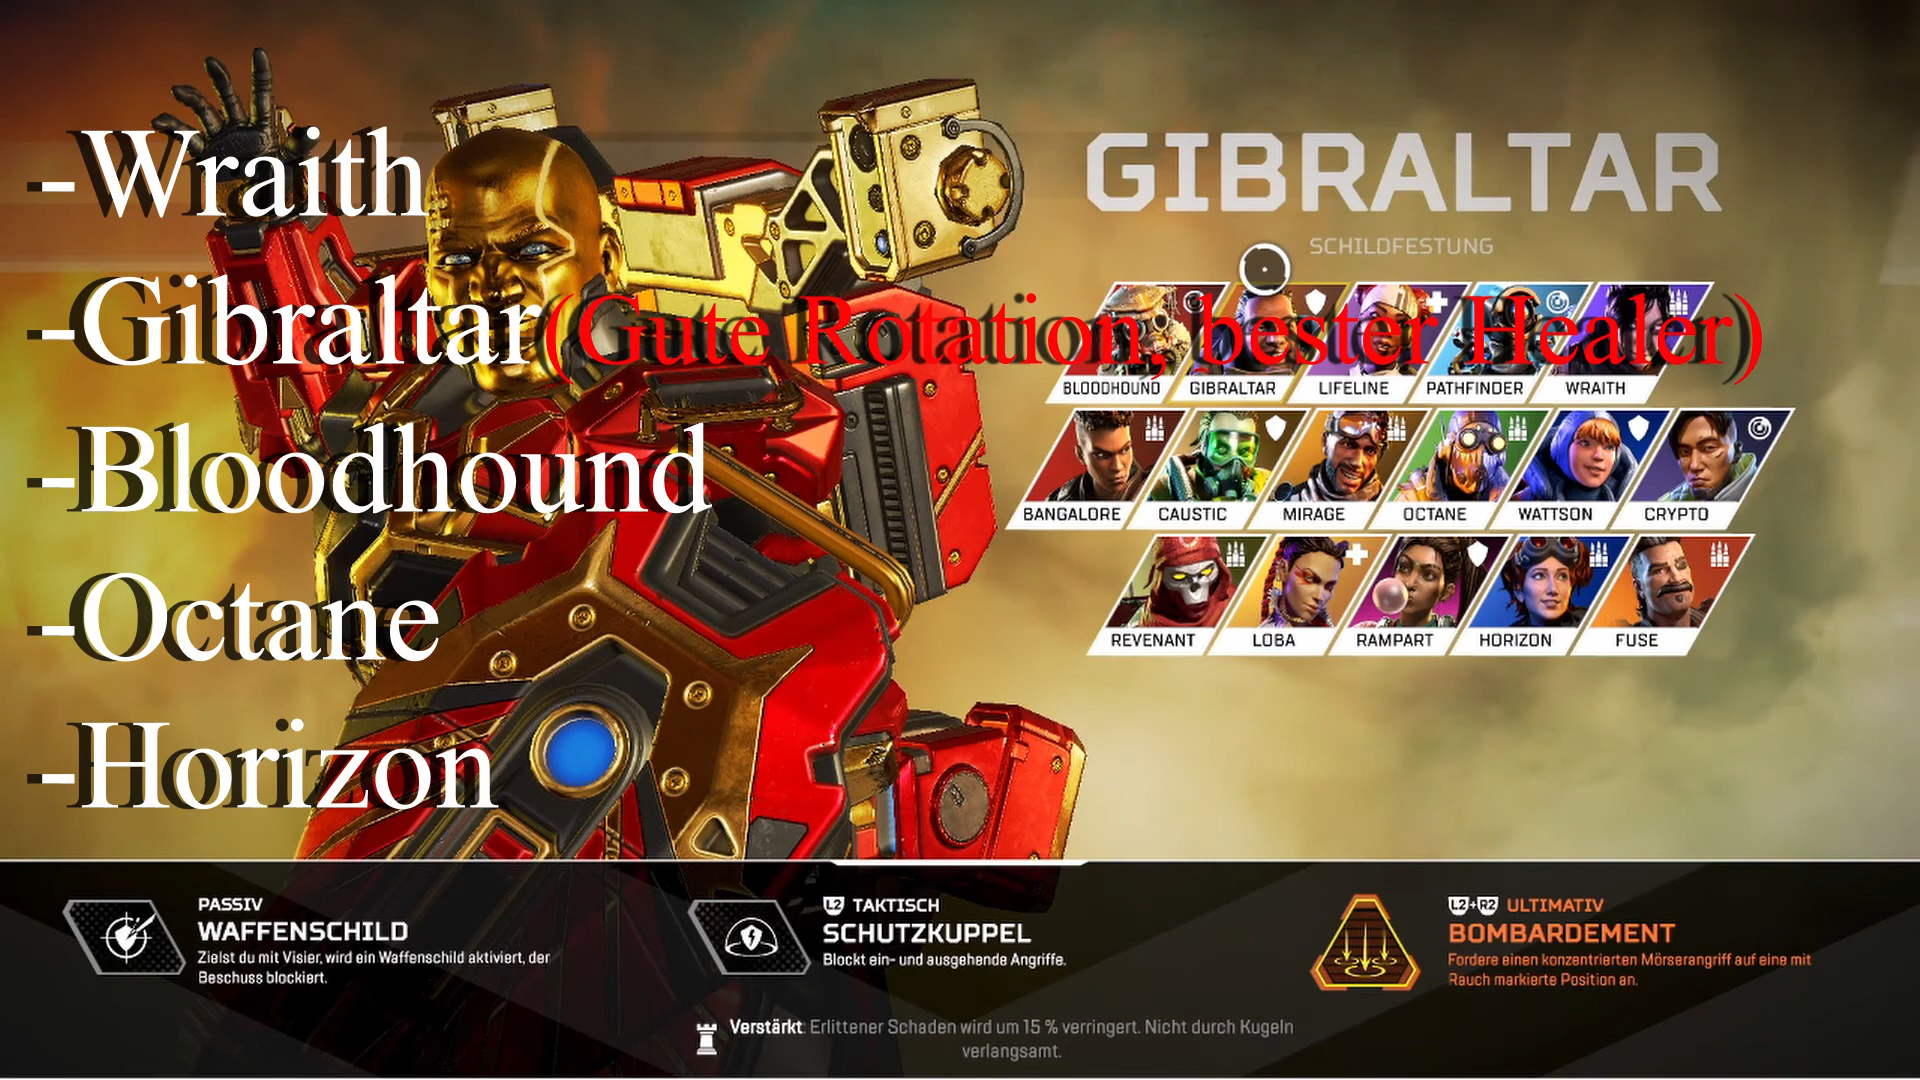 -Wraith
-Gibraltar(Gute Rotation, bester Healer)
-Bloodhound
-Octane
-Horizon
GIBRALTAR
SCHILDFESTUNG
BLOODHOUND GIBRALTAR LIFELINE PATHFINDER WRAITH
BANGALORE CAUSTIC MIRAGE OCTANE WATTSON CRYPTO
REVENANT LOBA RAMPART HORIZON FUSE
PASSIV
WAFFENSCHILD
Zielst du mit Visier, wird ein Waffenschild aktiviert, der
Beschuss blockiert.
L2 TAKTISCH
SCHUTZKUPPEL
Blockt ein- und ausgehende Angriffe.
L2+R2 ULTIMATIV
BOMBARDEMENT
Fordere einen konzentrierten Mörserangriff auf eine mit
Rauch markierte Position an.
Verstärkt: Erlittener Schaden wird um 15 % verringert. Nicht durch Kugeln
verlangsamt.